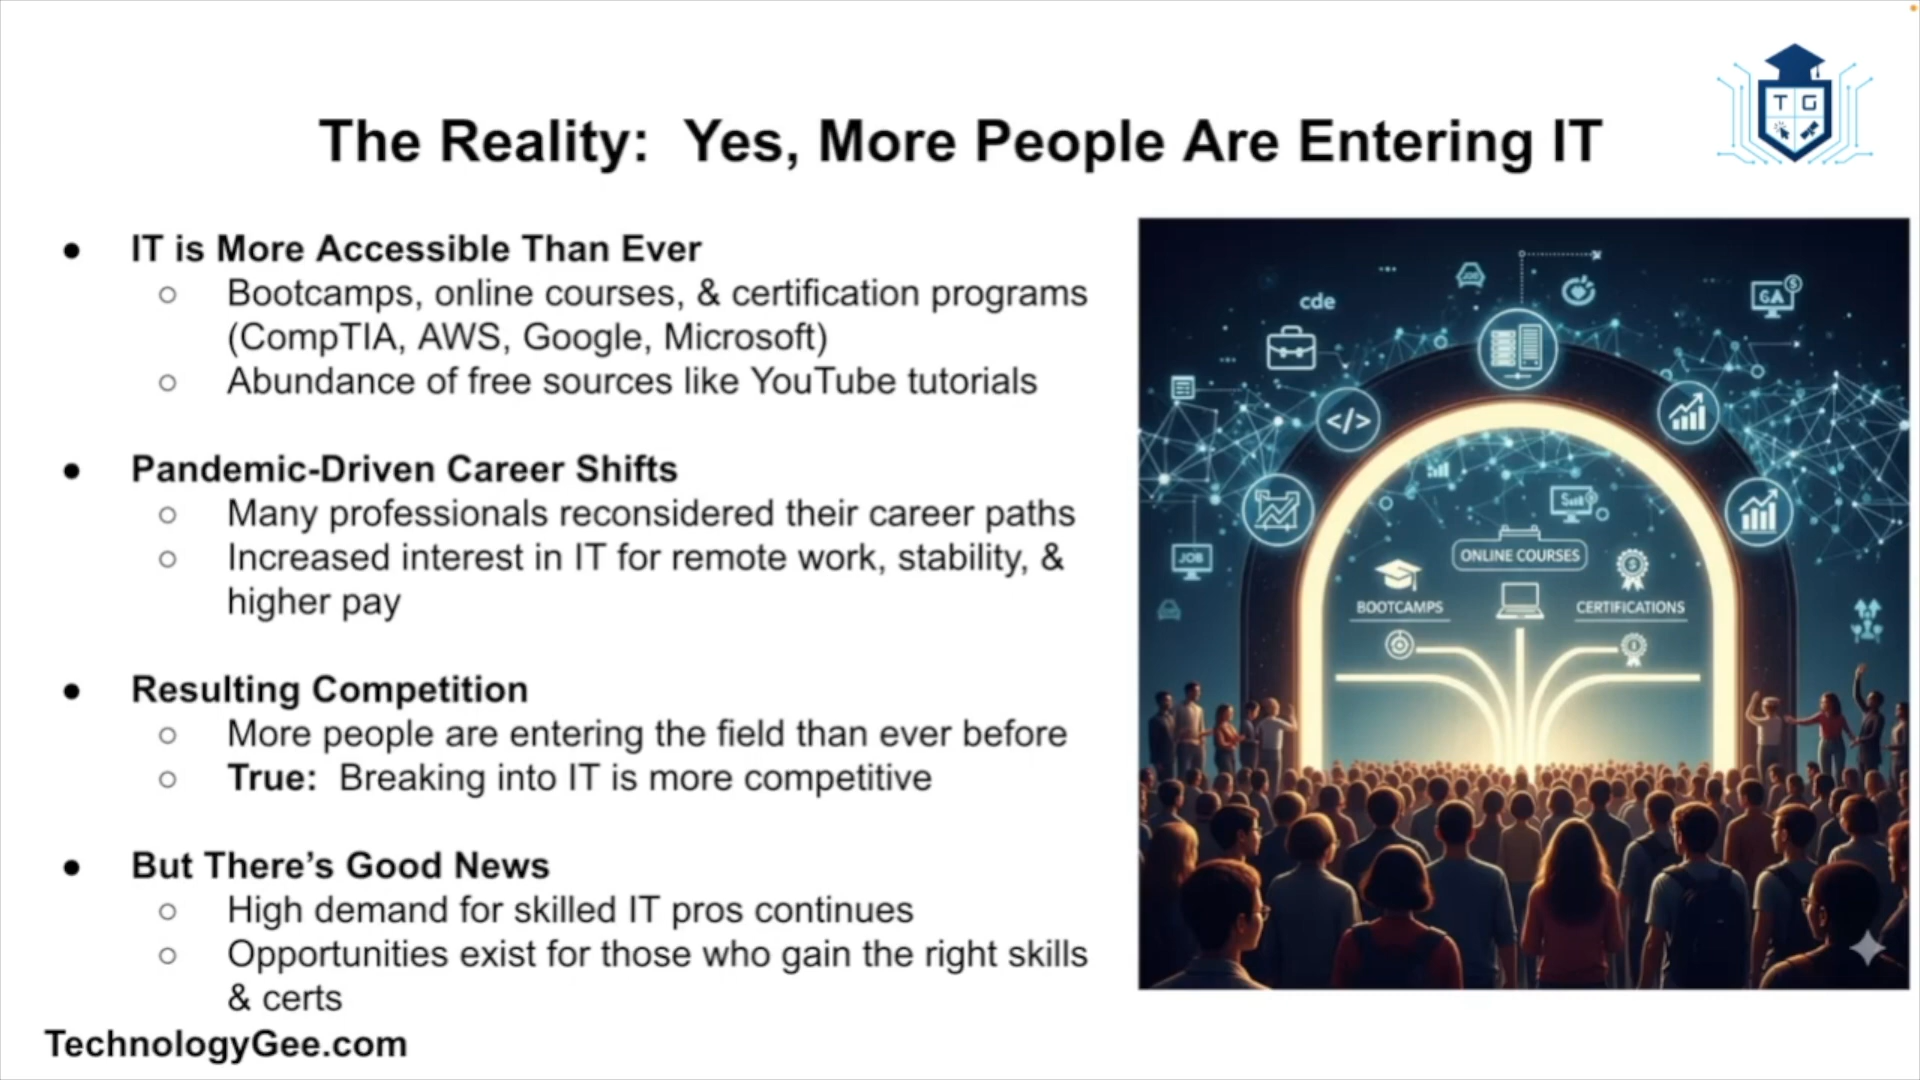 The Reality:  Yes, More People Are Entering IT
T G
● IT is More Accessible Than Ever
○ Bootcamps, online courses, & certification programs
(CompTIA, AWS, Google, Microsoft)
○ Abundance of free sources like YouTube tutorials
● Pandemic-Driven Career Shifts
○ Many professionals reconsidered their career paths
○ Increased interest in IT for remote work, stability, &
higher pay
● Resulting Competition
○ More people are entering the field than ever before
○ True:  Breaking into IT is more competitive
● But There’s Good News
○ High demand for skilled IT pros continues
○ Opportunities exist for those who gain the right skills
& certs
TechnologyGee.com
cde
GA
</>
JOB
ONLINE COURSES
BOOTCAMPS
CERTIFICATIONS